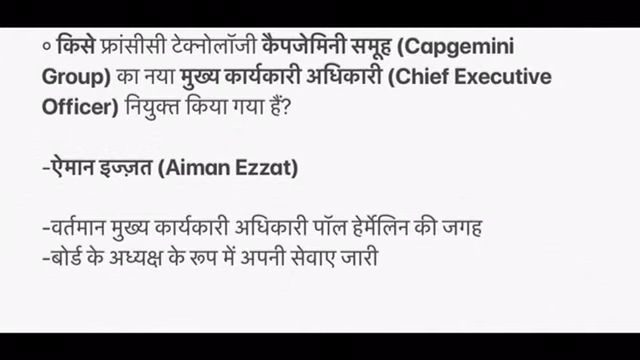 ॰ किसे फ्रांसीसी टेक्नोलॉजी कैपजेमिनी समूह (Capgemini
Group) का नया मुख्य कार्यकारी अधिकारी (Chief Executive
Officer) नियुक्त किया गया हैं?
-ऐमान इज्ज़त (Aiman Ezzat)
-वर्तमान मुख्य कार्यकारी अधिकारी पॉल हेर्मेलिन की जगह
-बोर्ड के अध्यक्ष के रूप में अपनी सेवाए जारी